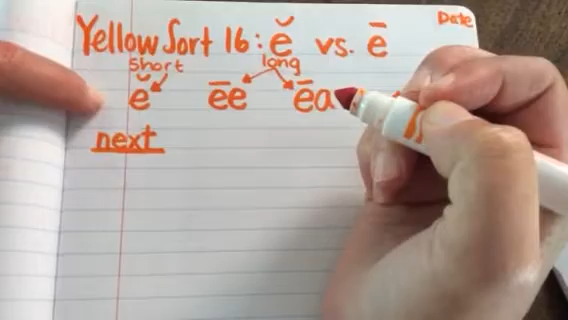 Date
Yellow Sort 16: ĕ vs. ē
short long
ĕ ēe ēa
next